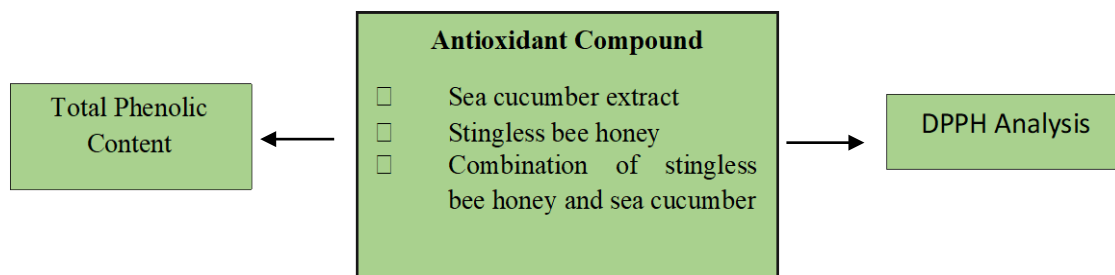 Total Phenolic
Content
Antioxidant Compound
□ Sea cucumber extract
□ Stingless bee honey
□ Combination of stingless
bee honey and sea cucumber
DPPH Analysis